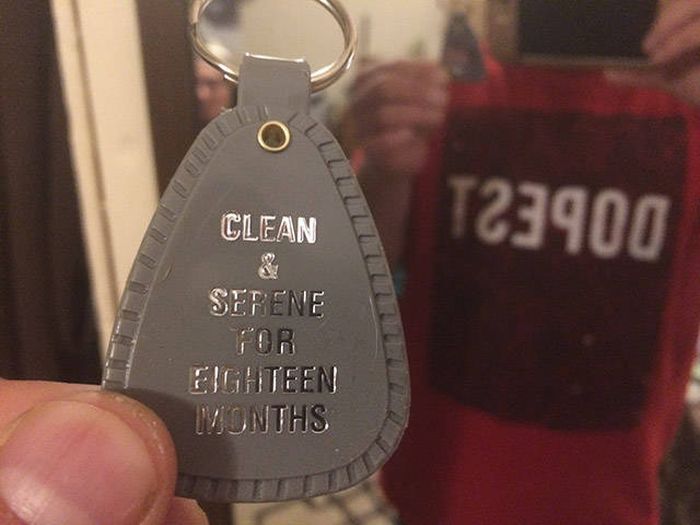 CLEAN
&
SERENE
FOR
EIGHTEEN
MONTHS
DOPEST